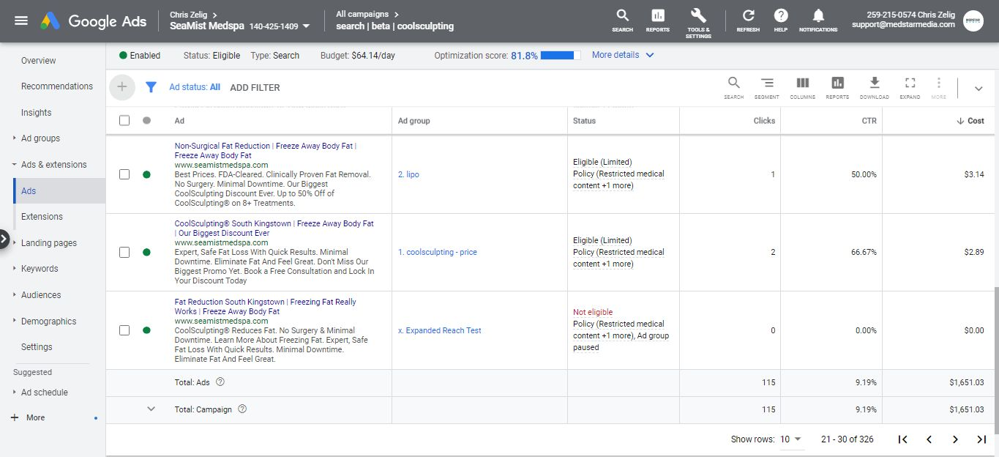 Google Ads
Chris Zelig
SeaMist Medspa 140-425-1409
All campaigns
search | beta | coolsculpting
SEARCH
REPORTS
TOOLS &
SETTINGS
REFRESH
HELP
NOTIFICATIONS
259-215-0574 Chris Zelig
support@medstarmedia.com
Overview
Recommendations
Insights
Ad groups
Ads & extensions
Ads
Extensions
Landing pages
Keywords
Audiences
Demographics
Settings
Suggested
Ad schedule
More
Enabled Status: Eligible Type: Search Budget: $64.14/day Optimization score: 81.8% More details
Ad status: All ADD FILTER
SEARCH
SEGMENT
COLUMNS
REPORTS
DOWNLOAD
EXPAND
MORE
Ad Ad group Status Clicks CTR Cost
Non-Surgical Fat Reduction | Freeze Away Body Fat |
Freeze Away Body Fat
www.seamistmedspa.com
Best Prices. FDA-Cleared. Clinically Proven Fat Removal.
No Surgery. Minimal Downtime. Our Biggest
CoolSculpting Discount Ever. Up to 50% Off of
CoolSculpting® on 8+ Treatments.
2. lipo
Eligible (Limited)
Policy (Restricted medical
content +1 more)
1 50.00% $3.14
CoolSculpting® South Kingstown | Freeze Away Body Fat
| Our Biggest Discount Ever
www.seamistmedspa.com
Expert, Safe Fat Loss With Quick Results. Minimal
Downtime. Eliminate Fat And Feel Great. Don't Miss Our
Biggest Promo Yet. Book a Free Consultation and Lock In
Your Discount Today
1. coolsculpting - price
Eligible (Limited)
Policy (Restricted medical
content +1 more)
2 66.67% $2.89
Fat Reduction South Kingstown | Freezing Fat Really
Works | Freeze Away Body Fat
www.seamistmedspa.com
CoolSculpting® Reduces Fat. No Surgery & Minimal
Downtime. Learn More About Freezing Fat. Expert, Safe
Fat Loss With Quick Results. Minimal Downtime.
Eliminate Fat And Feel Great.
x. Expanded Reach Test
Not eligible
Policy (Restricted medical
content +1 more), Ad group
paused
0 0.00% $0.00
Total: Ads 115 9.19% $1,651.03
Total: Campaign 115 9.19% $1,651.03
Show rows: 10 21 - 30 of 326